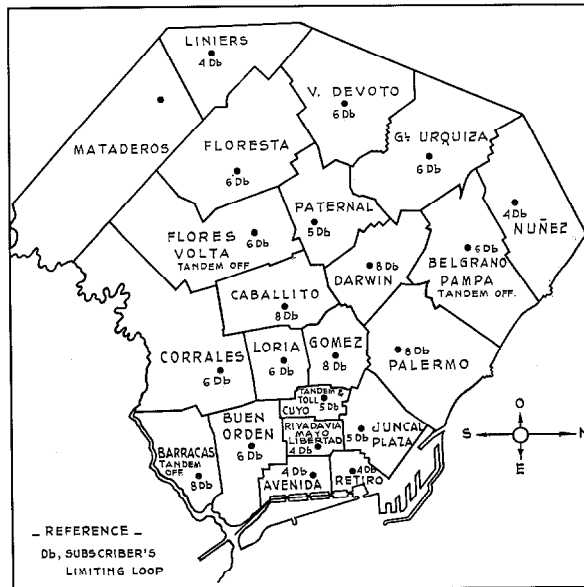 LINIERS
4 Db
V. DEVOTO
6 Db
MATADEROS
FLORESTA
6 Db
GL URQUIZA
6 Db
PATERNAL
5 Db
4 Db
NUÑEZ
FLORES
VOLTA
TANDEM OFF
6 Db
6 Db
BELGRANO
PAMPA
TANDEM OFF.
8 Db
DARWIN
CABALLITO
8 Db
CORRALES
6 Db
LORIA
6 Db
GOMEZ
8 Db
8 Db
PALERMO
TANDEM &
TOLL
CUYO 5 Db
BUEN
ORDEN
6 Db
RIVADAVIA
MAYO
LIBERTAD
4 Db
5 Db
JUNCAL
PLAZA
BARRACAS
TANDEM
OFF
8 Db
4 Db
AVENIDA
4 Db
RETIRO
O
S N
E
- REFERENCE -
Db, SUBSCRIBER'S
LIMITING LOOP